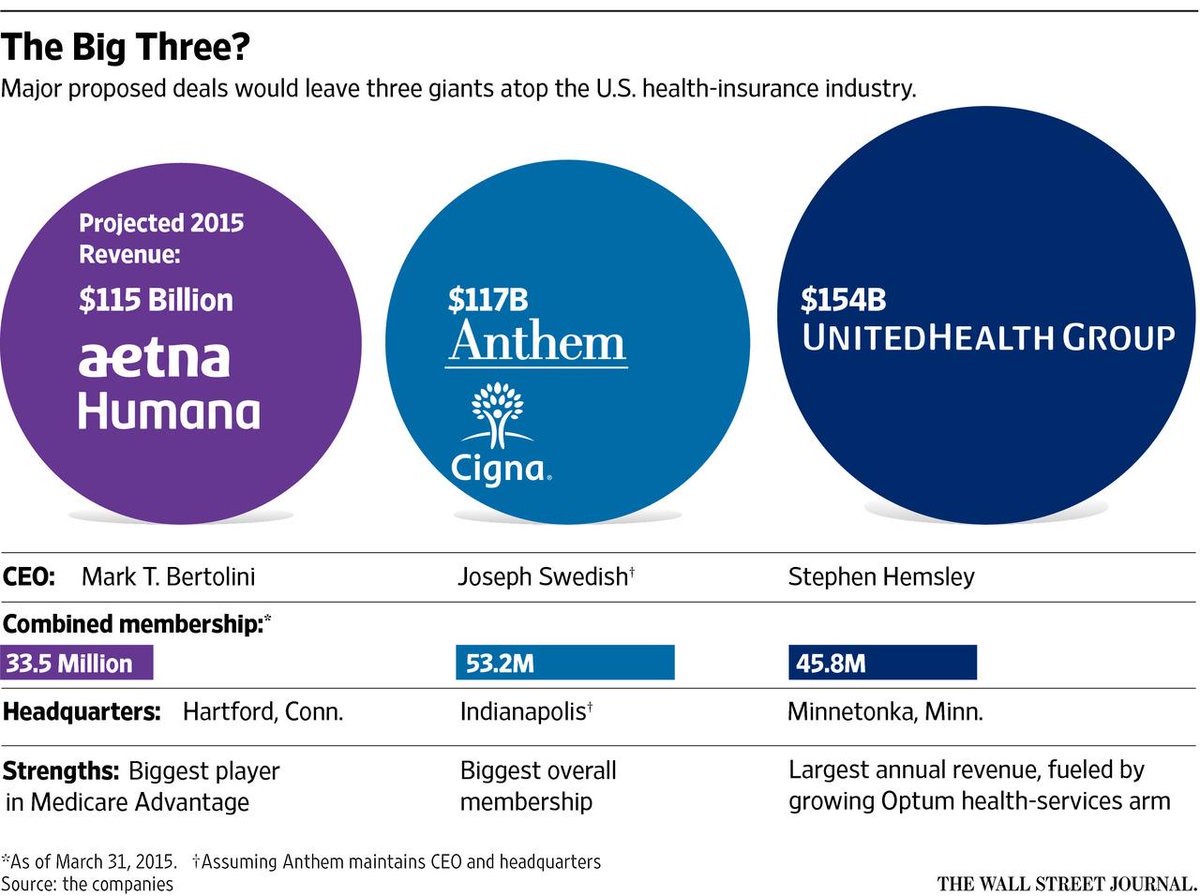 The Big Three?
Major proposed deals would leave three giants atop the U.S. health-insurance industry.
Projected 2015
Revenue:
$115 Billion
aetna
Humana
$117B
Anthem
Cigna®
$154B
UNITEDHEALTH GROUP
CEO: Mark T. Bertolini
Joseph Swedish†
Stephen Hemsley
Combined membership:*
33.5 Million
53.2M
45.8M
Headquarters: Hartford, Conn.
Indianapolis†
Minnetonka, Minn.
Strengths: Biggest player
in Medicare Advantage
Biggest overall
membership
Largest annual revenue, fueled by
growing Optum health-services arm
*As of March 31, 2015. †Assuming Anthem maintains CEO and headquarters
Source: the companies
THE WALL STREET JOURNAL.